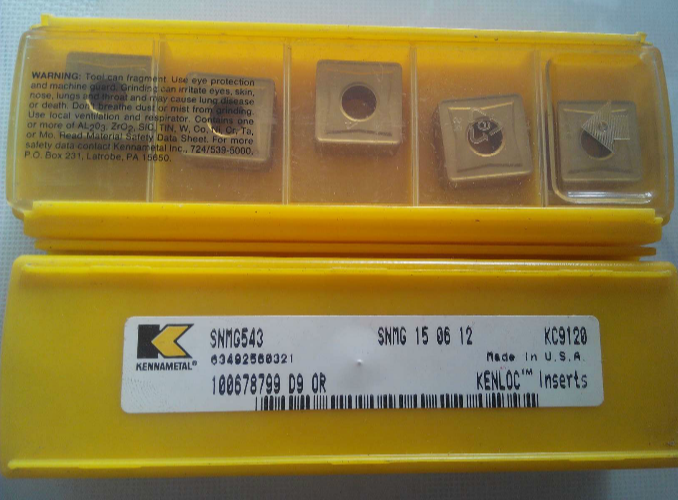 WARNING: Tool can fragment. Use eye protection
and machine guard. Grinding can irritate eyes, skin,
nose, lungs and throat and may cause lung disease
or death. Don't breathe dust or mist from grinding.
Use local ventilation and respirator. Contains one
or more of AL2O3, ZrO2, SiC, TiN, W, Co, Ni, Cr, Ta,
or Mo. Read Material Safety Data Sheet. For more
safety data contact Kennametal Inc., 724/539-5000,
P.O. Box 231, Latrobe, PA 15650.
SNMG543 SNMG 15 06 12 KC9120
63492560321 Made In U.S.A.
KENNAMETAL®
100678799 D9 OR KENLOC™ Inserts